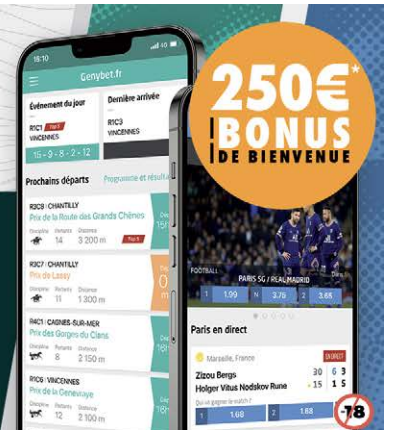 18:10
4G
Genybet.fr
Événement du jour
Dernière arrivée
R1C1
VINCENNES
R1C3
VINCENNES
15 - 9 - 8 - 2 - 12
Prochains départs
Programme et résulta
R3C9 : CHANTILLY
Prix de la Route des Grands Chênes
Discipline Partants Distance
14 3 200 m
R3C7 : CHANTILLY
Prix de Lassy
Discipline Partants Distance
11 1 300 m
R4C1 : CAGNES-SUR-MER
Prix des Gorges du Cians
Discipline Partants Distance
8 2 150 m
R1C6 : VINCENNES
Prix de la Genevraye
Discipline Partants Distance
12 2 100 m
250€*
BONUS
DE BIENVENUE
FOOTBALL
PARIS SG / REAL MADRID
1 1.99 N 3.75 2 3.65
Paris en direct
Marseille, France
EN DIRECT
Zizou Bergs 30 6 3
Holger Vitus Nodskov Rune 15 1 5
Qui va gagner le match ?
1 1.68 2 1.68
-18